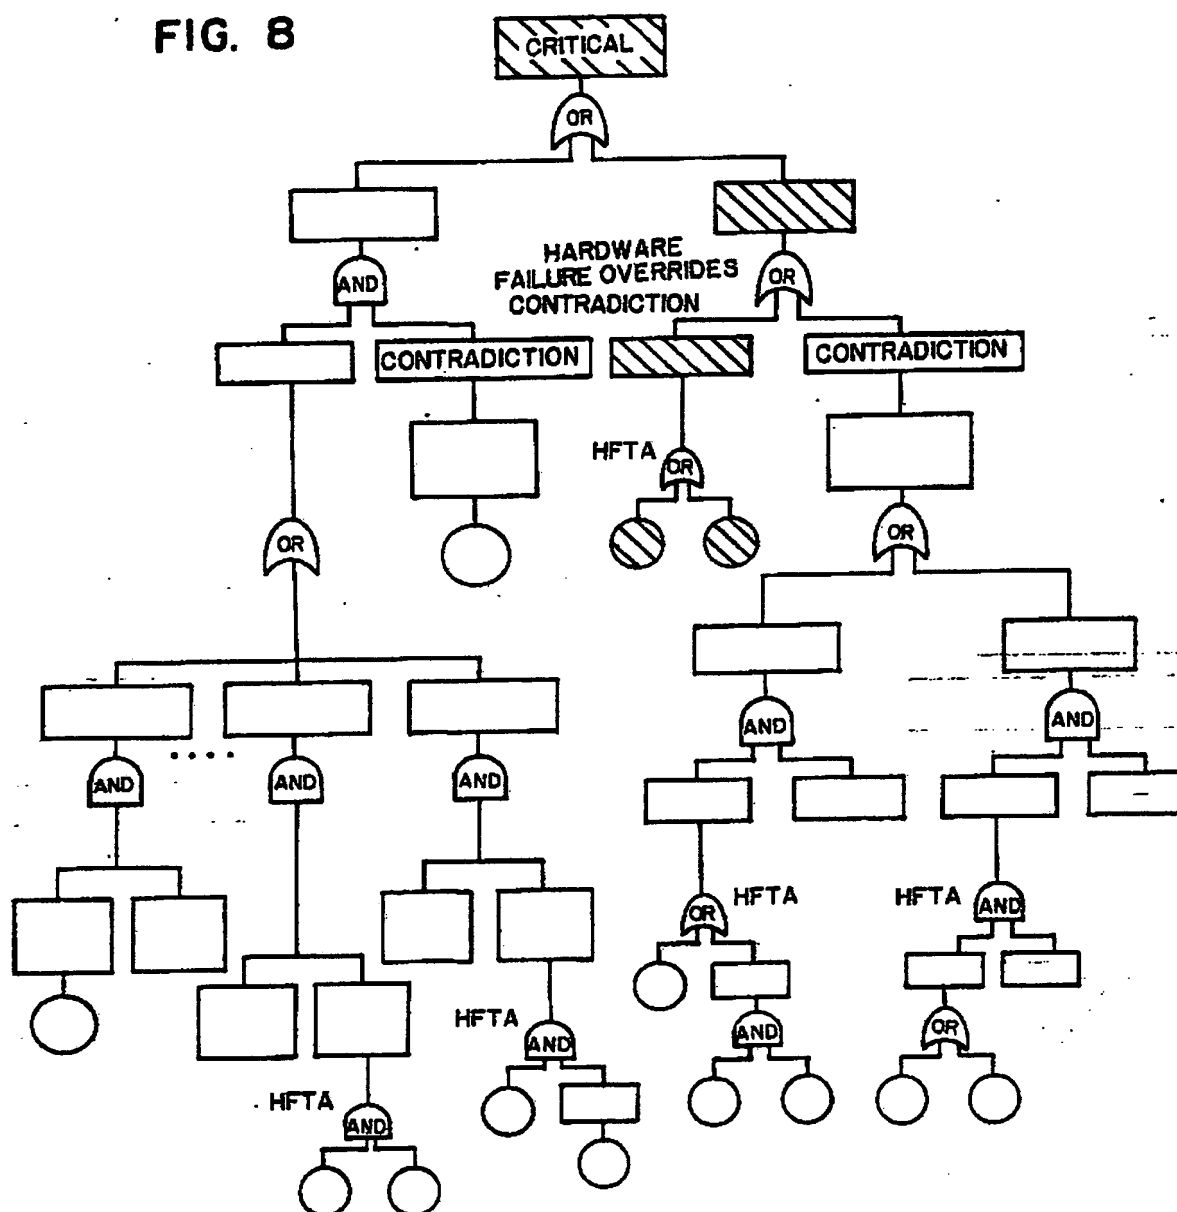 FIG. 8
CRITICAL
OR
HARDWARE
FAILURE OVERRIDES
CONTRADICTION
AND
OR
CONTRADICTION
CONTRADICTION
HFTA
OR
OR
OR
AND
AND
AND
AND
AND
HFTA
OR
HFTA
AND
HFTA
AND
AND
OR
HFTA
AND